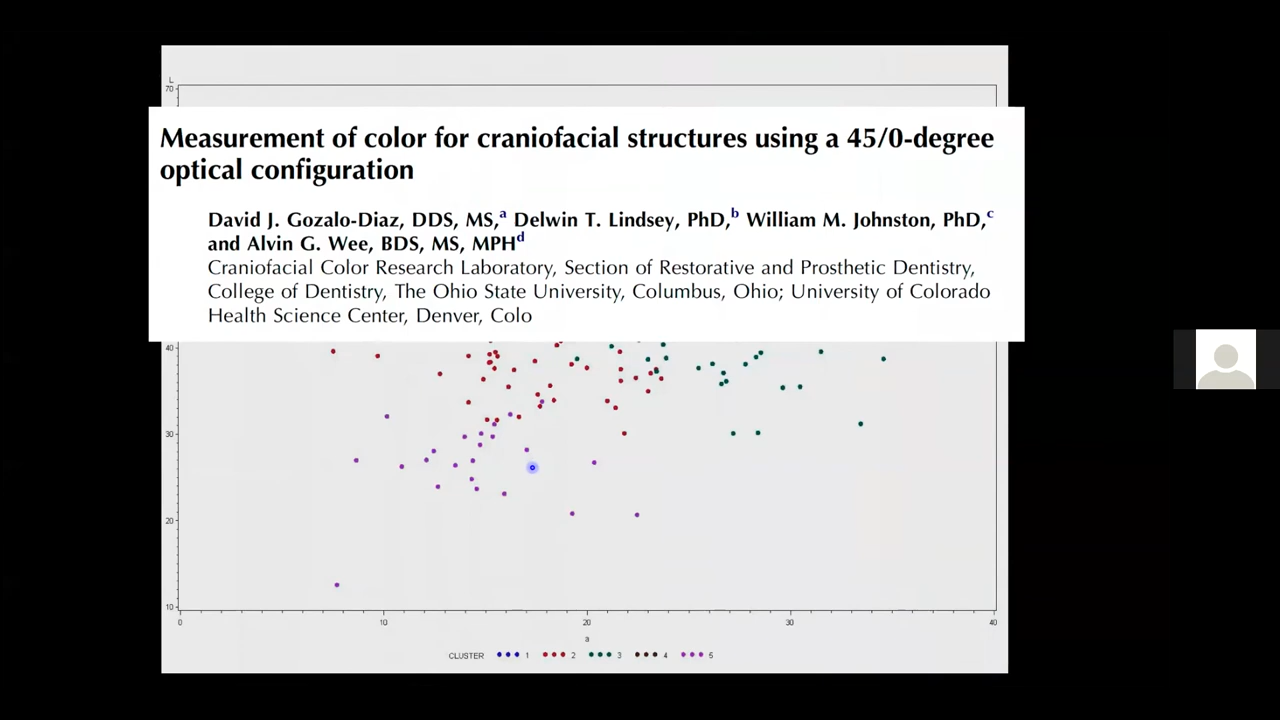 L
70
Measurement of color for craniofacial structures using a 45/0-degree
optical configuration
David J. Gozalo-Diaz, DDS, MS,a Delwin T. Lindsey, PhD,b William M. Johnston, PhD,c
and Alvin G. Wee, BDS, MS, MPHd
Craniofacial Color Research Laboratory, Section of Restorative and Prosthetic Dentistry,
College of Dentistry, The Ohio State University, Columbus, Ohio; University of Colorado
Health Science Center, Denver, Colo
40
30
20
10
0 10 20 30 40
a
CLUSTER 1 2 3 4 5